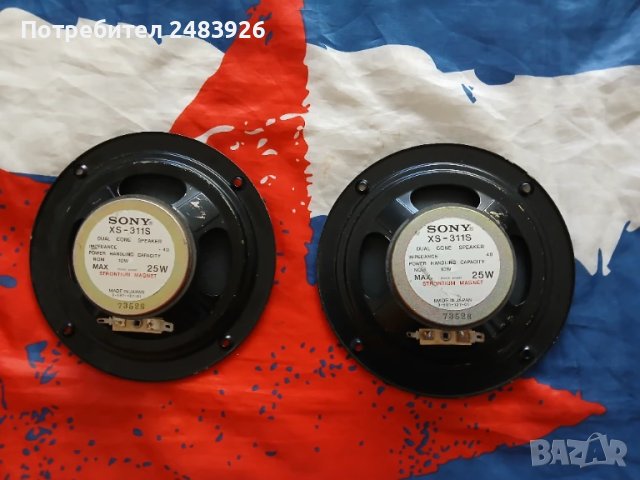 Потребител 2483926
SONY
XS-311S
DUAL CONE SPEAKER
IMPEDANCE 4Ω
POWER HANDLING CAPACITY
NOM 10W
MAX 25W
STRONTIUM MAGNET
MADE IN JAPAN
73528
SONY
XS-311S
DUAL CONE SPEAKER
IMPEDANCE 4Ω
POWER HANDLING CAPACITY
NOM 10W
MAX 25W
STRONTIUM MAGNET
MADE IN JAPAN
73528
BAZAR